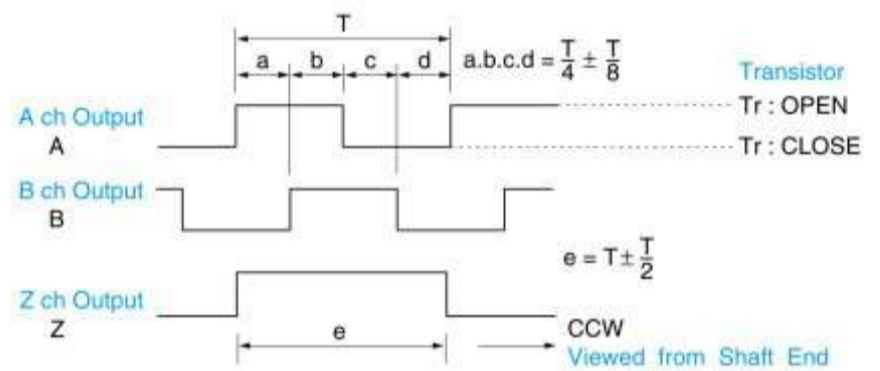 T
a b c d
a.b.c.d = T/4 ± T/8
Transistor
A ch Output
A
Tr : OPEN
Tr : CLOSE
B ch Output
B
e = T ± T/2
Z ch Output
Z
e
CCW
Viewed from Shaft End